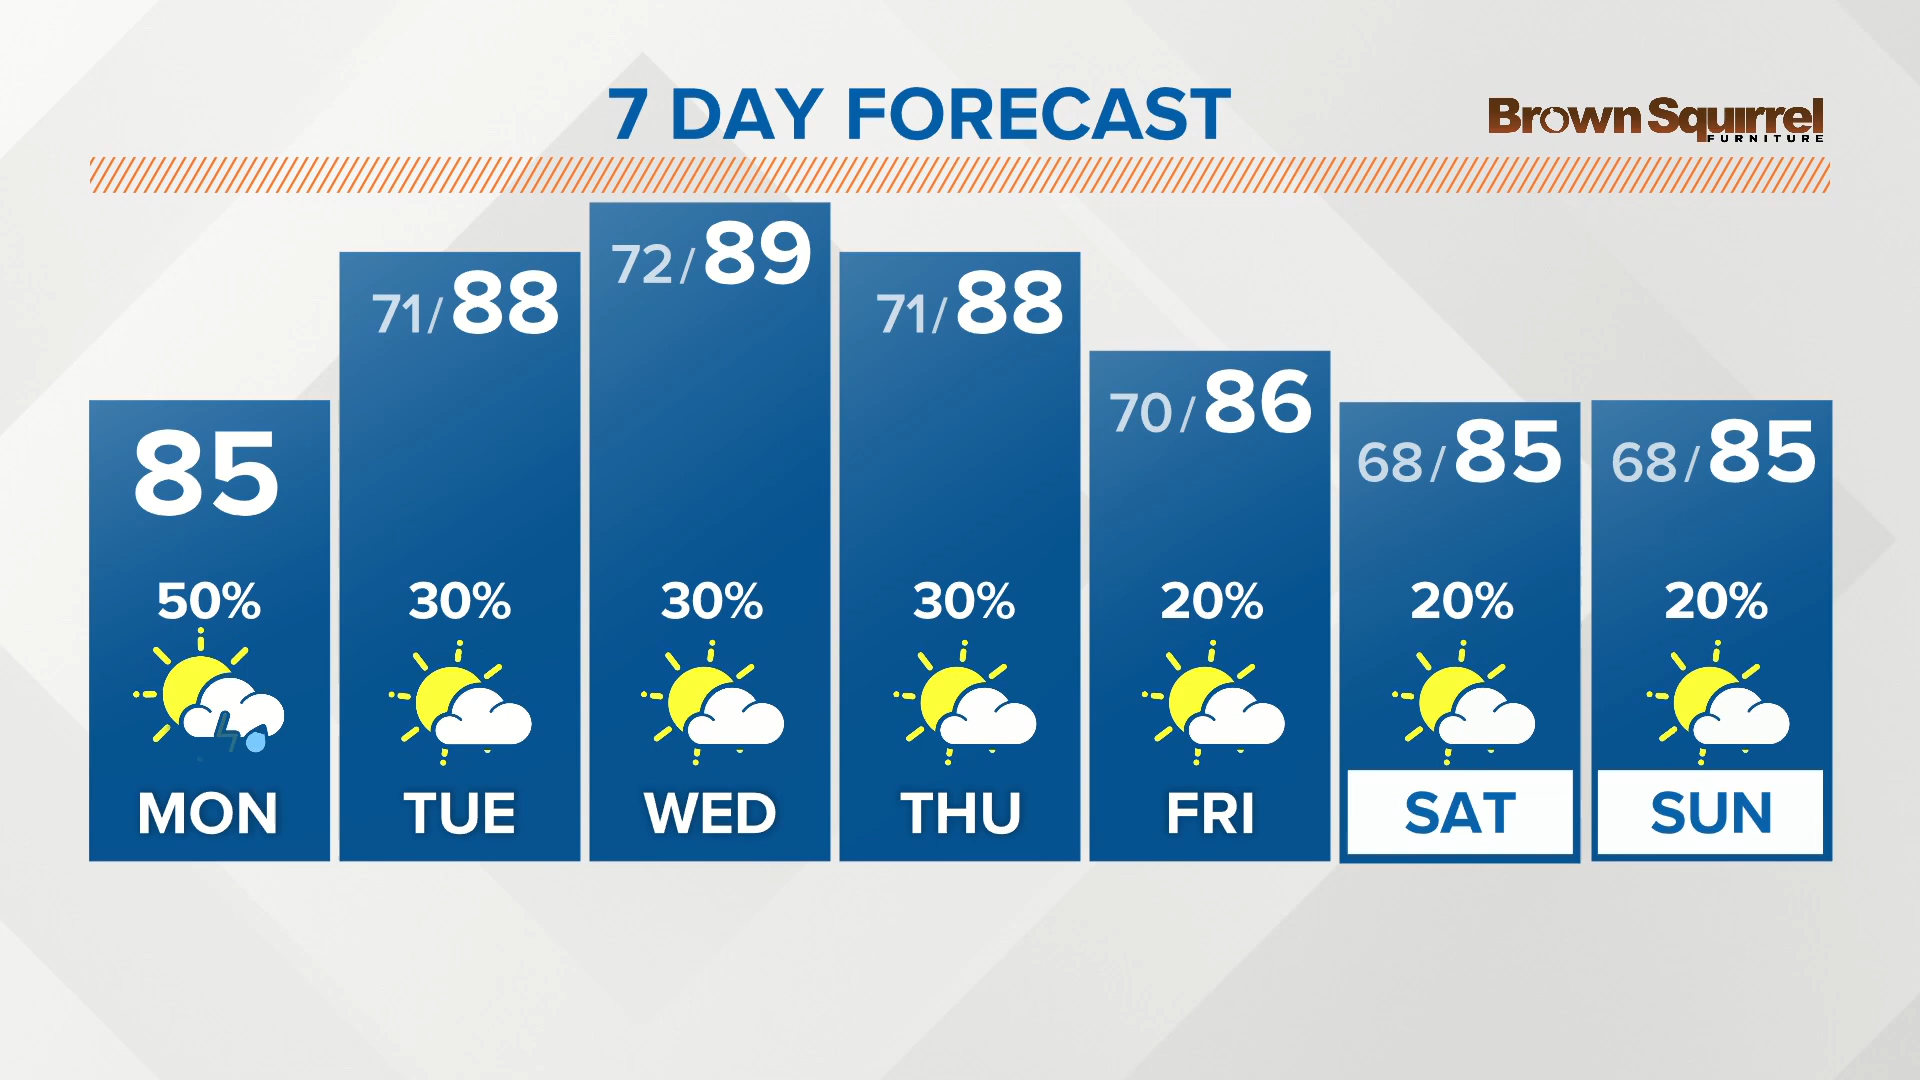 7 DAY FORECAST
Brown Squirrel
FURNITURE
85
50%
MON
71/88
30%
TUE
72/89
30%
WED
71/88
30%
THU
70/86
20%
FRI
68/85
20%
SAT
68/85
20%
SUN